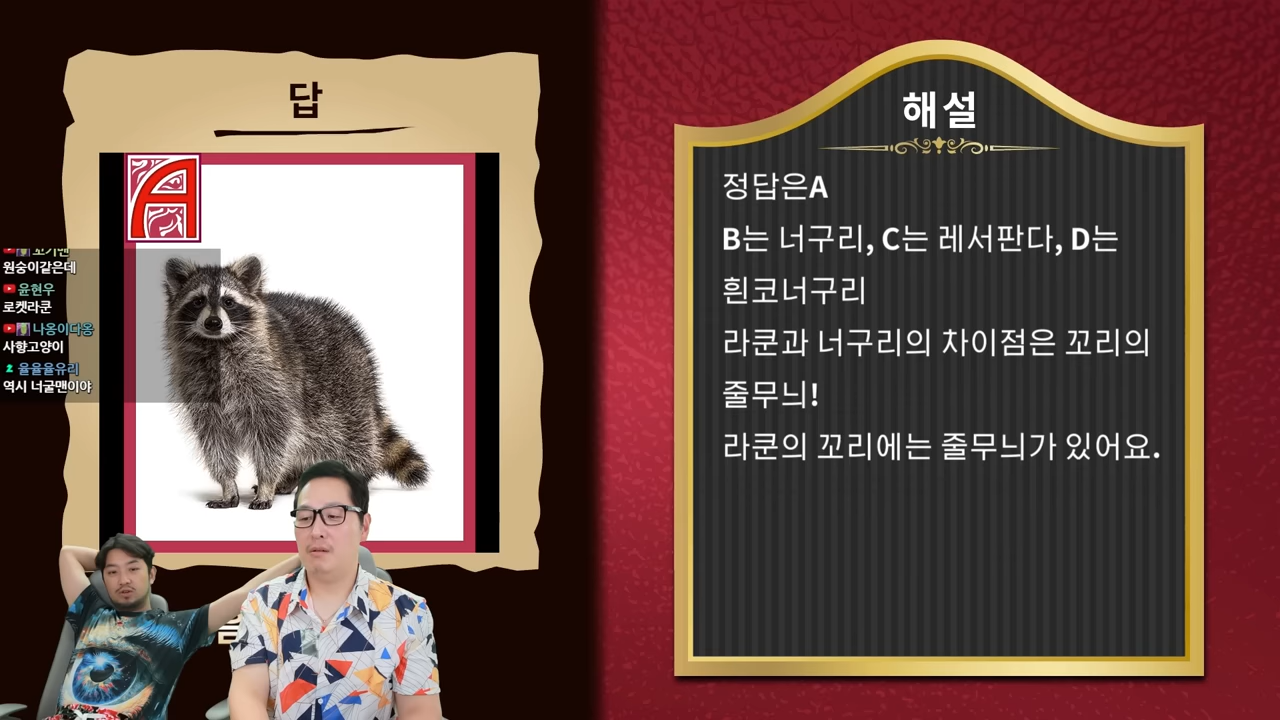 답
A
꼬기맨
원숭이같은데
윤현우
로켓라쿤
나옹이다옹
사향고양이
율율율유리
역시 너굴맨이야
해설
정답은A
B는 너구리, C는 레서판다, D는
흰코너구리
라쿤과 너구리의 차이점은 꼬리의
줄무늬!
라쿤의 꼬리에는 줄무늬가 있어요.